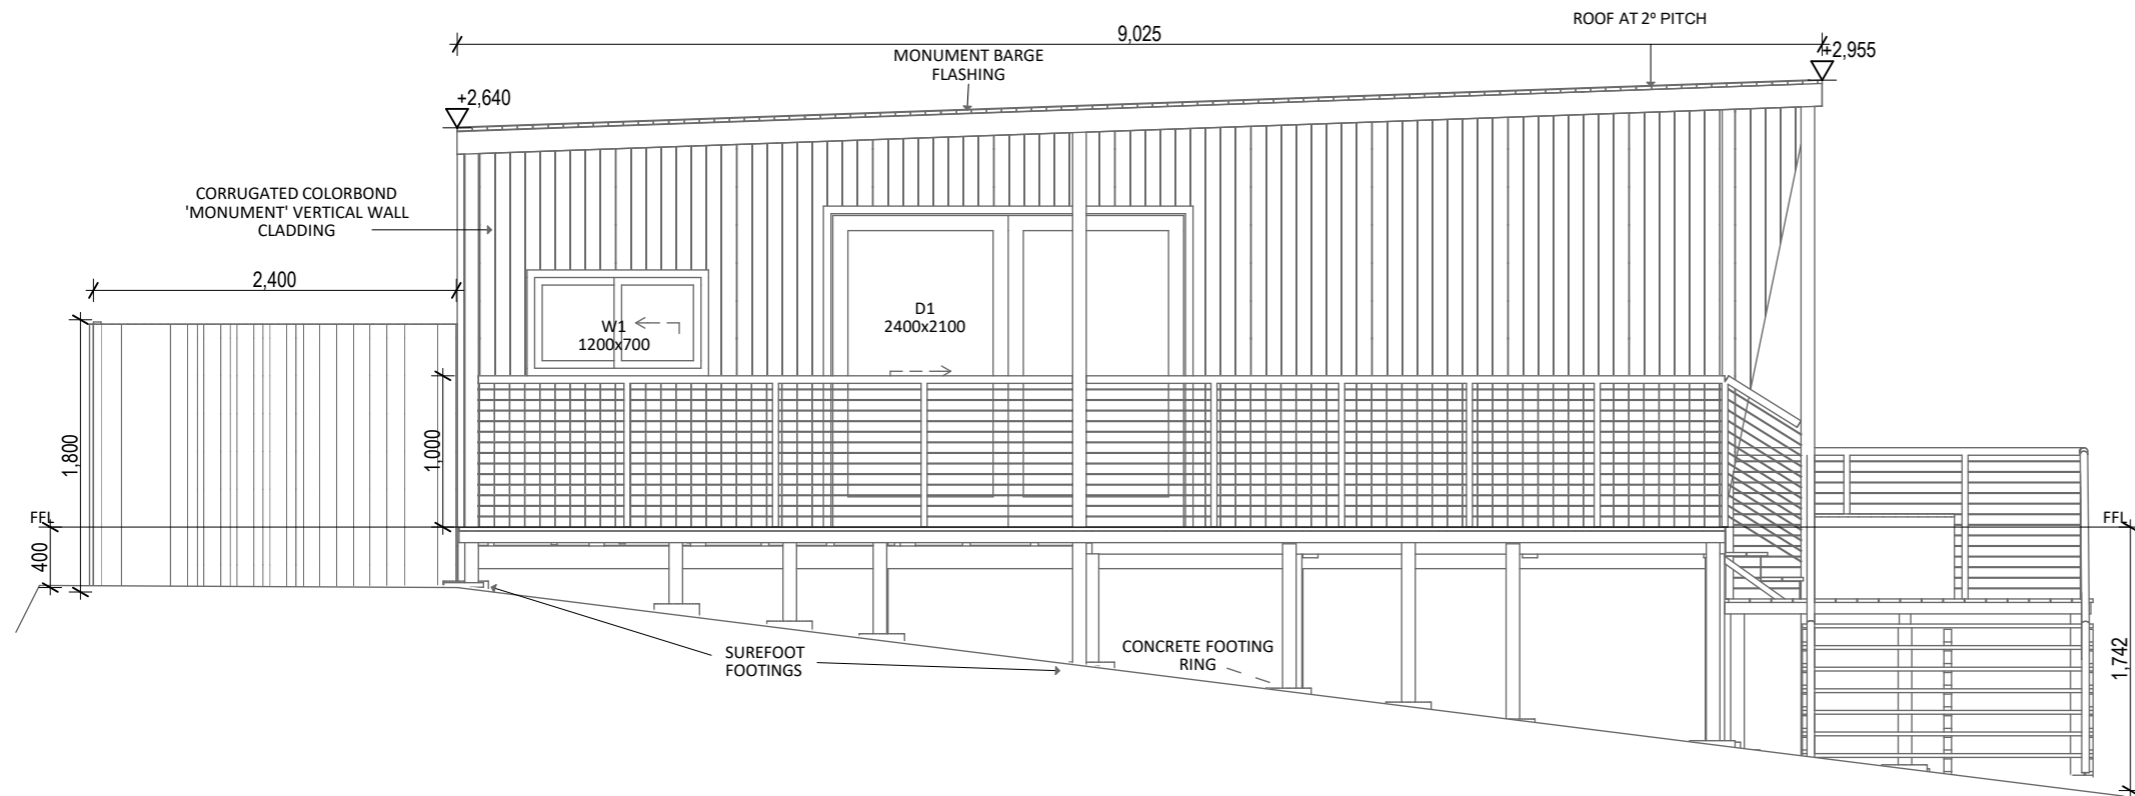 ROOF AT 2º PITCH
9,025
MONUMENT BARGE
FLASHING
+2,955
+2,640
CORRUGATED COLORBOND
'MONUMENT' VERTICAL WALL
CLADDING
2,400
D1
2400x2100
W1
1200x700
1,800
1,000
FFL
FFL
400
SUREFOOT
FOOTINGS
CONCRETE FOOTING
RING
1,742